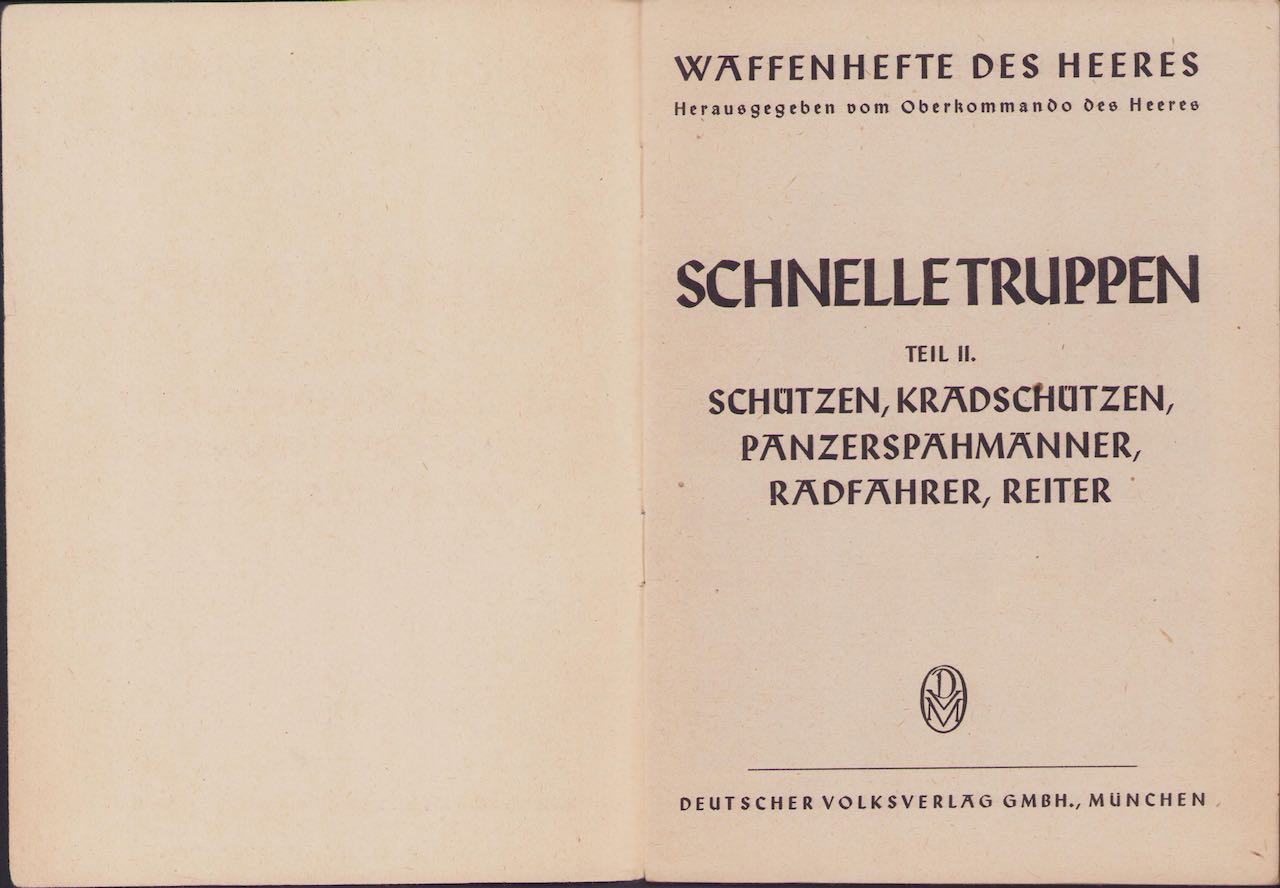 WAFFENHEFTE DES HEERES
Herausgegeben vom Oberkommando des Heeres
SCHNELLE TRUPPEN
TEIL II.
SCHÜTZEN, KRADSCHÜTZEN,
PANZERSPÄHMÄNNER,
RADFAHRER, REITER
DVM
DEUTSCHER VOLKSVERLAG GMBH., MÜNCHEN